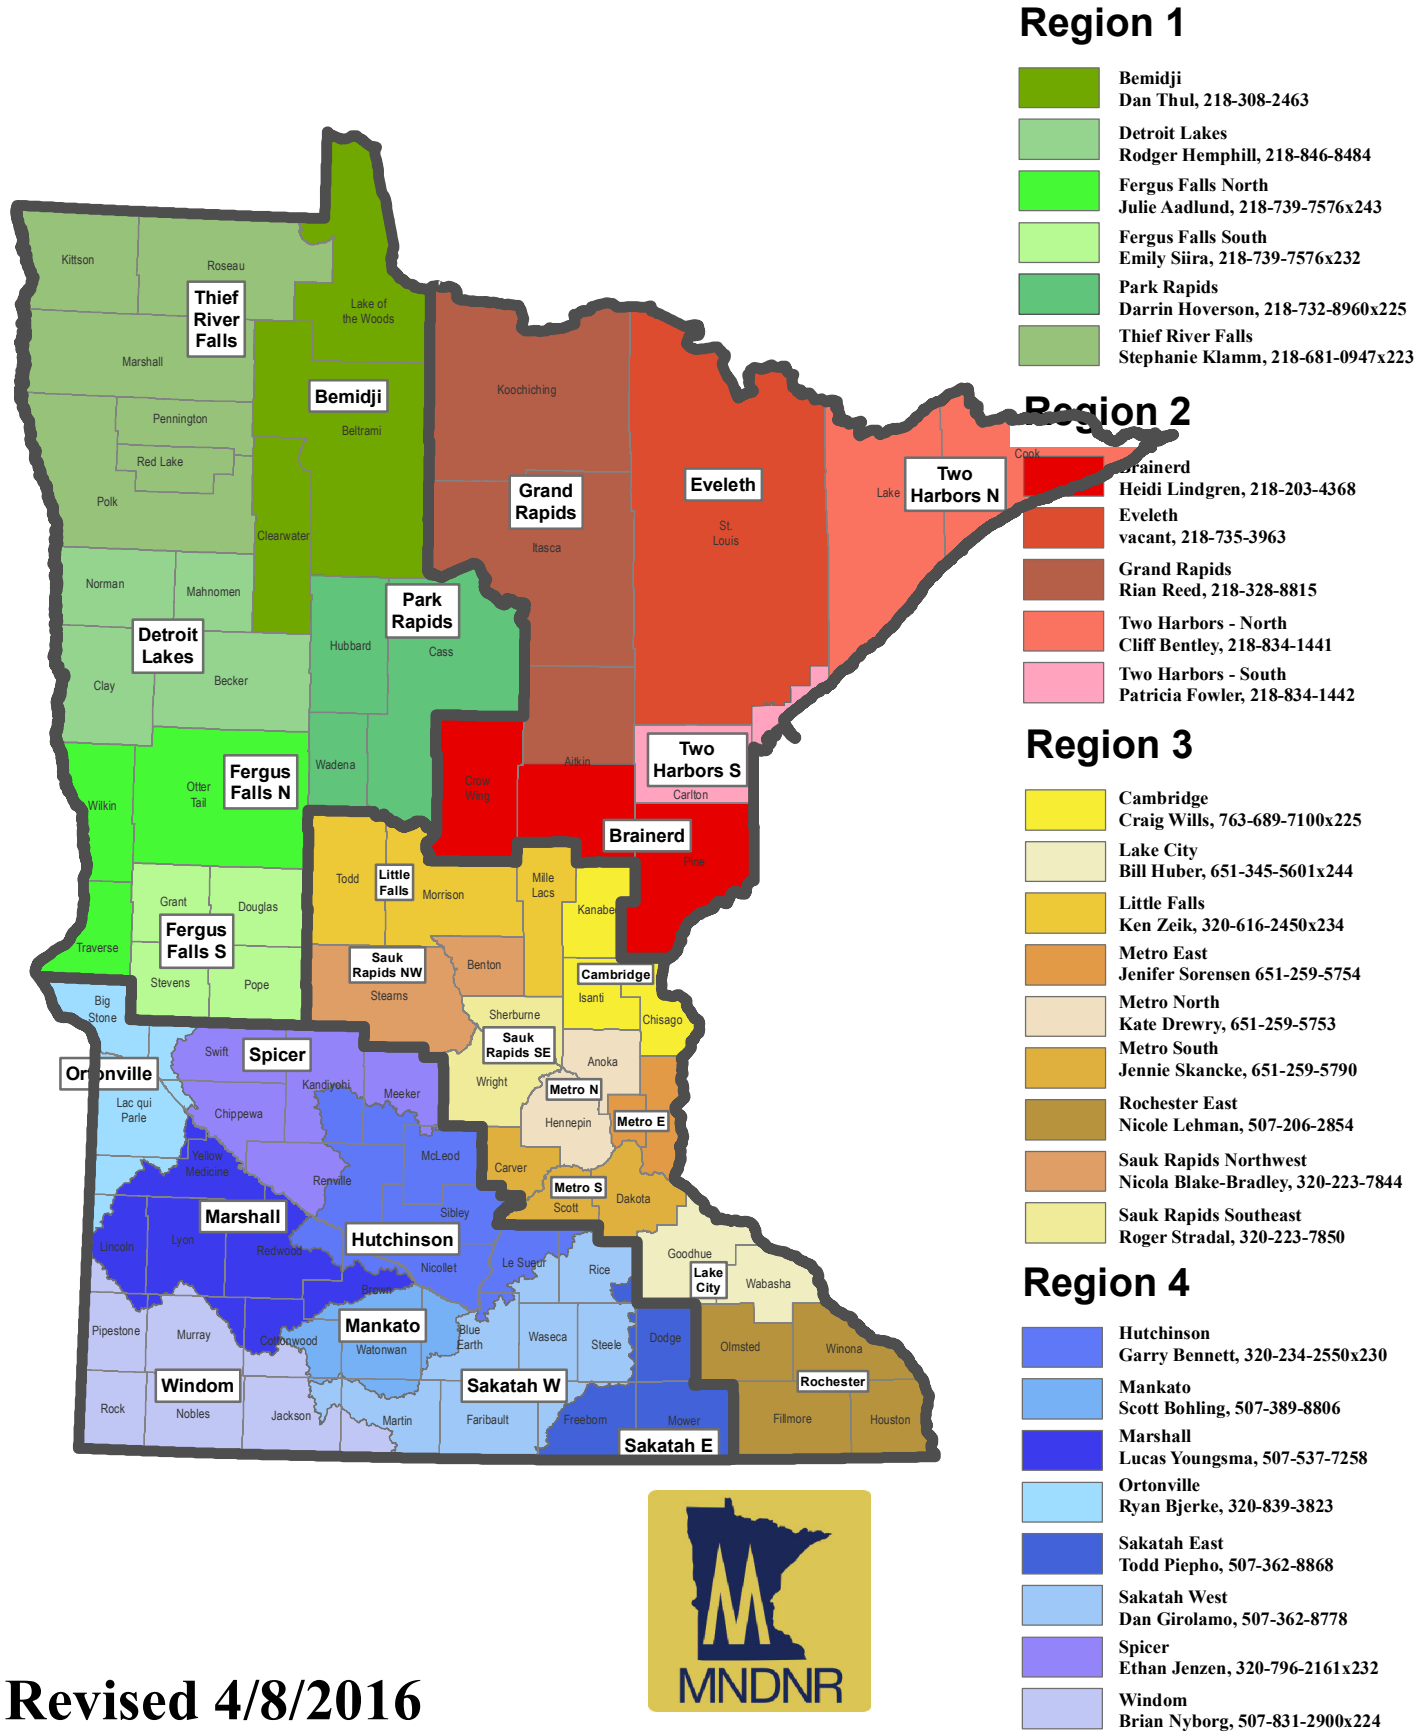 Region 1
Bemidji
Dan Thul, 218-308-2463
Detroit Lakes
Rodger Hemphill, 218-846-8484
Fergus Falls North
Julie Aadlund, 218-739-7576x243
Fergus Falls South
Emily Siira, 218-739-7576x232
Park Rapids
Darrin Hoverson, 218-732-8960x225
Thief River Falls
Stephanie Klamm, 218-681-0947x223
Region 2
Brainerd
Heidi Lindgren, 218-203-4368
Eveleth
vacant, 218-735-3963
Grand Rapids
Rian Reed, 218-328-8815
Two Harbors - North
Cliff Bentley, 218-834-1441
Two Harbors - South
Patricia Fowler, 218-834-1442
Region 3
Cambridge
Craig Wills, 763-689-7100x225
Lake City
Bill Huber, 651-345-5601x244
Little Falls
Ken Zeik, 320-616-2450x234
Metro East
Jenifer Sorensen 651-259-5754
Metro North
Kate Drewry, 651-259-5753
Metro South
Jennie Skancke, 651-259-5790
Rochester East
Nicole Lehman, 507-206-2854
Sauk Rapids Northwest
Nicola Blake-Bradley, 320-223-7844
Sauk Rapids Southeast
Roger Stradal, 320-223-7850
Region 4
Hutchinson
Garry Bennett, 320-234-2550x230
Mankato
Scott Bohling, 507-389-8806
Marshall
Lucas Youngsma, 507-537-7258
Ortonville
Ryan Bjerke, 320-839-3823
Sakatah East
Todd Piepho, 507-362-8868
Sakatah West
Dan Girolamo, 507-362-8778
Spicer
Ethan Jenzen, 320-796-2161x232
Windom
Brian Nyborg, 507-831-2900x224
Kittson
Roseau
Thief
River
Falls
Lake of
the Woods
Marshall
Bemidji
Koochiching
Pennington
Beltrami
Red Lake
Polk
Clearwater
Grand
Rapids
Itasca
Eveleth
St.
Louis
Lake
Two
Harbors N
Cook
Norman
Mahnomen
Park
Rapids
Detroit
Lakes
Hubbard
Cass
Clay
Becker
Fergus
Falls N
Wadena
Otter
Tail
Wilkin
Crow
Wing
Aitkin
Two
Harbors S
Carlton
Brainerd
Pine
Todd
Little
Falls
Morrison
Mille
Lacs
Kanabe
Grant
Douglas
Fergus
Falls S
Traverse
Stevens
Pope
Sauk
Rapids NW
Benton
Stearns
Cambridge
Isanti
Chisago
Big
Stone
Sherburne
Sauk
Rapids SE
Swift
Spicer
Ortonville
Kandiyohi
Meeker
Wright
Anoka
Metro N
Lac qui
Parle
Chippewa
Hennepin
Metro E
Yellow
Medicine
McLeod
Renville
Carver
Metro S
Scott
Dakota
Marshall
Sibley
Lincoln
Lyon
Redwood
Hutchinson
Nicollet
Le Sueur
Rice
Goodhue
Lake
City
Wabasha
Brown
Pipestone
Murray
Cottonwood
Mankato
Watonwan
Blue
Earth
Waseca
Steele
Dodge
Olmsted
Winona
Windom
Sakatah W
Rochester
Rock
Nobles
Jackson
Martin
Faribault
Freeborn
Mower
Fillmore
Houston
Sakatah E
MNDNR
Revised 4/8/2016